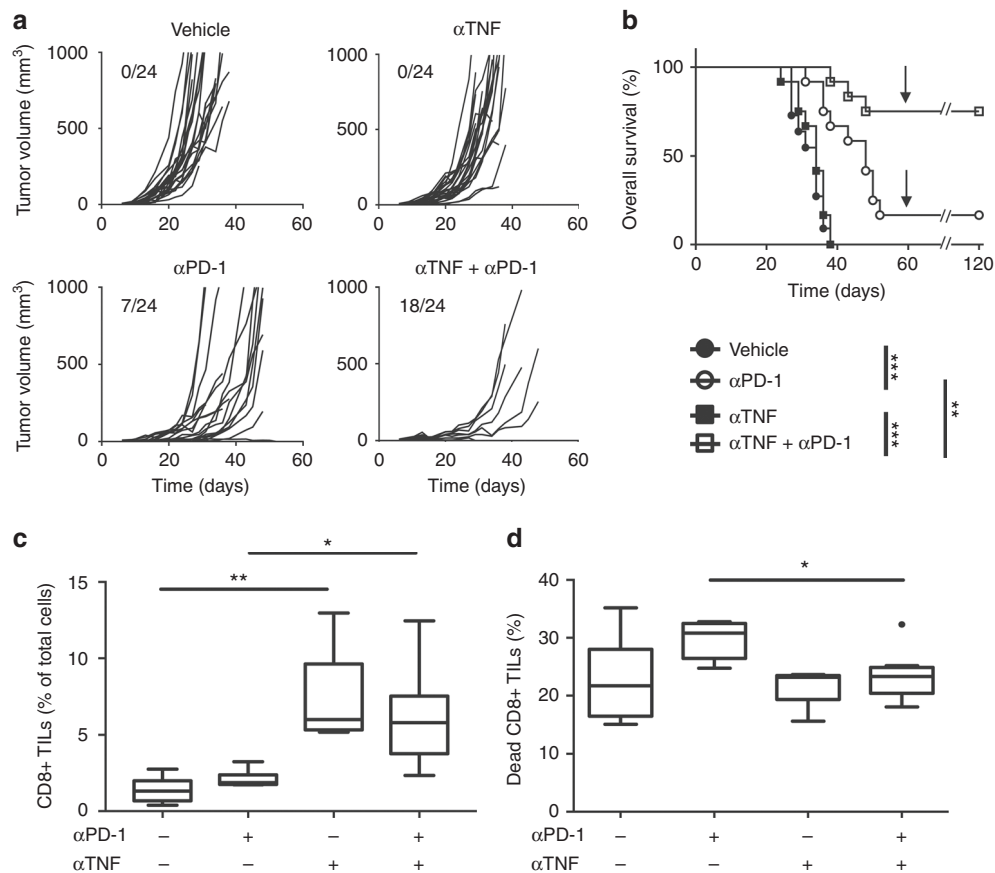 a
Vehicle
αTNF
Tumor volume (mm3)
1000
500
0
0/24
0 20 40 60
1000
500
0
0/24
0 20 40 60
αPD-1
αTNF + αPD-1
Tumor volume (mm3)
1000
500
0
7/24
0 20 40 60
Time (days)
1000
500
0
18/24
0 20 40 60
Time (days)
b
Overall survival (%)
100
50
0
0 20 40 60 120
Time (days)
Vehicle
αPD-1
αTNF
αTNF + αPD-1
***
***
**
c
CD8+ TILs (% of total cells)
15
10
5
0
**
*
αPD-1 – + – +
αTNF – – + +
d
Dead CD8+ TILs (%)
40
30
20
10
0
*
– + – +
– – + +